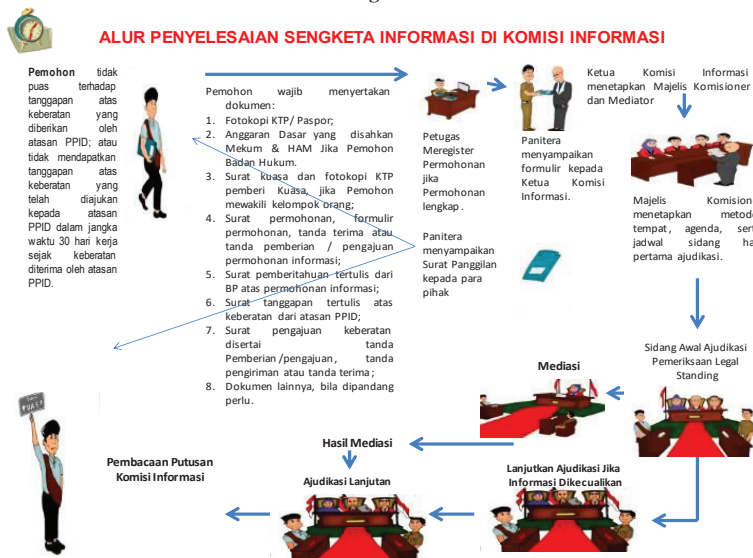 ALUR PENYELESAIAN SENGKETA INFORMASI DI KOMISI INFORMASI
Pemohon tidak
puas terhadap
tanggapan atas
keberatan yang
diberikan oleh
atasan PPID; atau
tidak mendapatkan
tanggapan atas
keberatan yang
telah diajukan
kepada atasan
PPID dalam jangka
waktu 30 hari kerja
sejak keberatan
diterima oleh atasan
PPID.
Pemohon wajib menyertakan
dokumen:
1. Fotokopi KTP/ Paspor;
2. Anggaran Dasar yang disahkan
Mekum & HAM Jika Pemohon
Badan Hukum.
3. Surat kuasa dan fotokopi KTP
pemberi Kuasa, jika Pemohon
mewakili kelompok orang;
4. Surat permohonan, formulir
permohonan, tanda terima atau
tanda pemberian / pengajuan
permohonan informasi;
5. Surat pemberitahuan tertulis dari
BP atas permohonan informasi;
6. Surat tanggapan tertulis atas
keberatan dari atasan PPID;
7. Surat pengajuan keberatan
disertai tanda
Pemberian/pengajuan, tanda
pengiriman atau tanda terima;
8. Dokumen lainnya, bila dipandang
perlu.
Petugas
Meregister
Permohonan
jika
Permohonan
lengkap.
Panitera
menyampaikan
Surat Panggilan
kepada para
pihak
Panitera
menyampaikan
formulir kepada
Ketua Komisi
Informasi.
Ketua Komisi Informasi
menetapkan Majelis Komisioner
dan Mediator
Majelis Komision
menetapkan metod
tempat, agenda, sert
jadwal sidang ha
pertama ajudikasi.
Sidang Awal Ajudikasi
Pemeriksaan Legal
Standing
Mediasi
Hasil Mediasi
Lanjutkan Ajudikasi Jika
Informasi Dikecualikan
Ajudikasi Lanjutan
Pembacaan Putusan
Komisi Informasi
PUAS